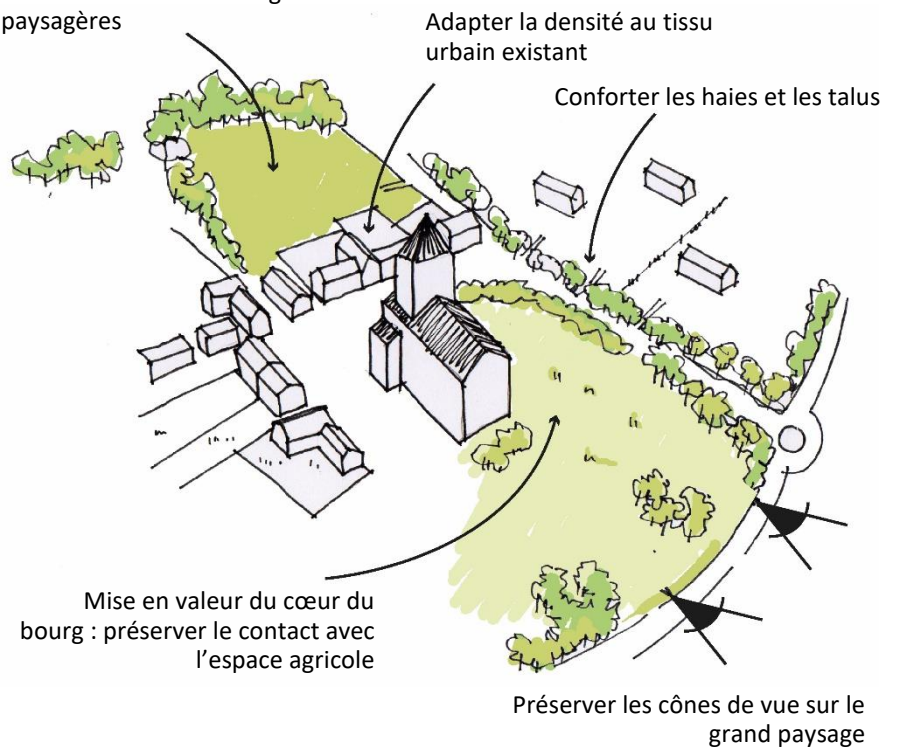 paysagères
Adapter la densité au tissu
urbain existant
Conforter les haies et les talus
Mise en valeur du cœur du
bourg : préserver le contact avec
l’espace agricole
Préserver les cônes de vue sur le
grand paysage